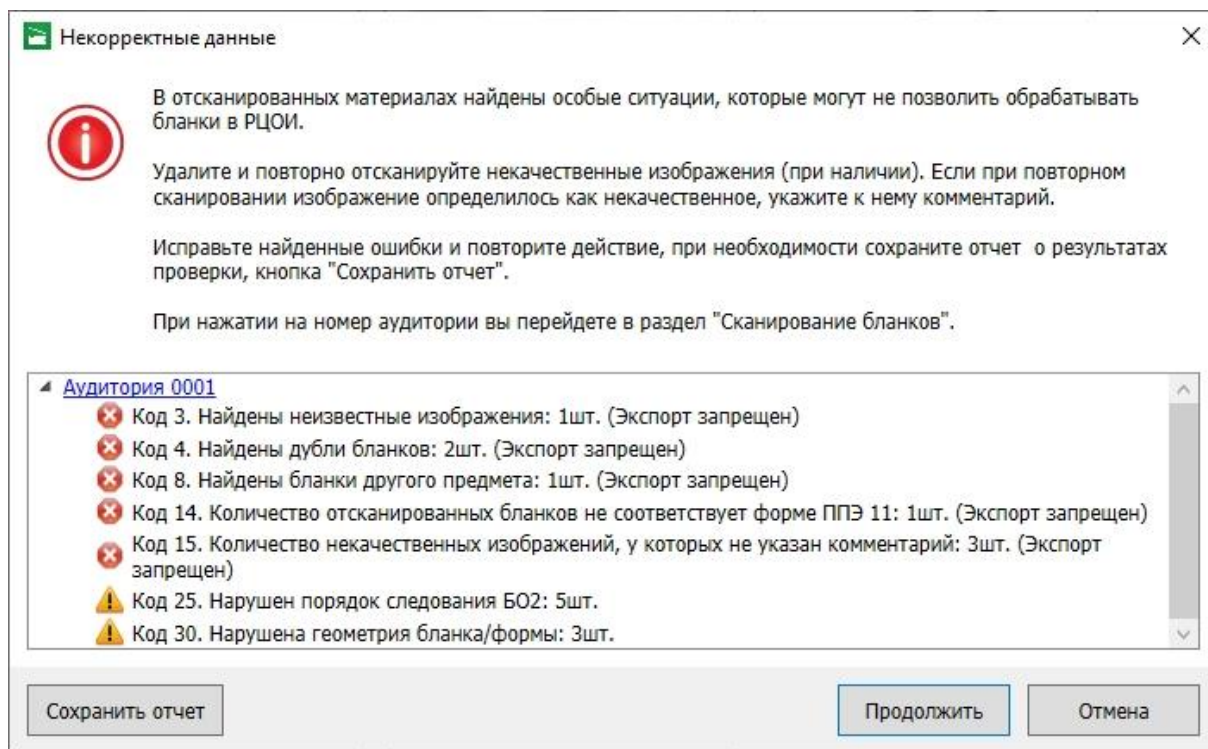 Некорректные данные
В отсканированных материалах найдены особые ситуации, которые могут не позволить обрабатывать
бланки в РЦОИ.
Удалите и повторно отсканируйте некачественные изображения (при наличии). Если при повторном
сканировании изображение определилось как некачественное, укажите к нему комментарий.
Исправьте найденные ошибки и повторите действие, при необходимости сохраните отчет  о результатах
проверки, кнопка "Сохранить отчет".
При нажатии на номер аудитории вы перейдете в раздел "Сканирование бланков".
Аудитория 0001
Код 3. Найдены неизвестные изображения: 1шт. (Экспорт запрещен)
Код 4. Найдены дубли бланков: 2шт. (Экспорт запрещен)
Код 8. Найдены бланки другого предмета: 1шт. (Экспорт запрещен)
Код 14. Количество отсканированных бланков не соответствует форме ППЭ 11: 1шт. (Экспорт запрещен)
Код 15. Количество некачественных изображений, у которых не указан комментарий: 3шт. (Экспорт
запрещен)
Код 25. Нарушен порядок следования БО2: 5шт.
Код 30. Нарушена геометрия бланка/формы: 3шт.
Сохранить отчет
Продолжить
Отмена